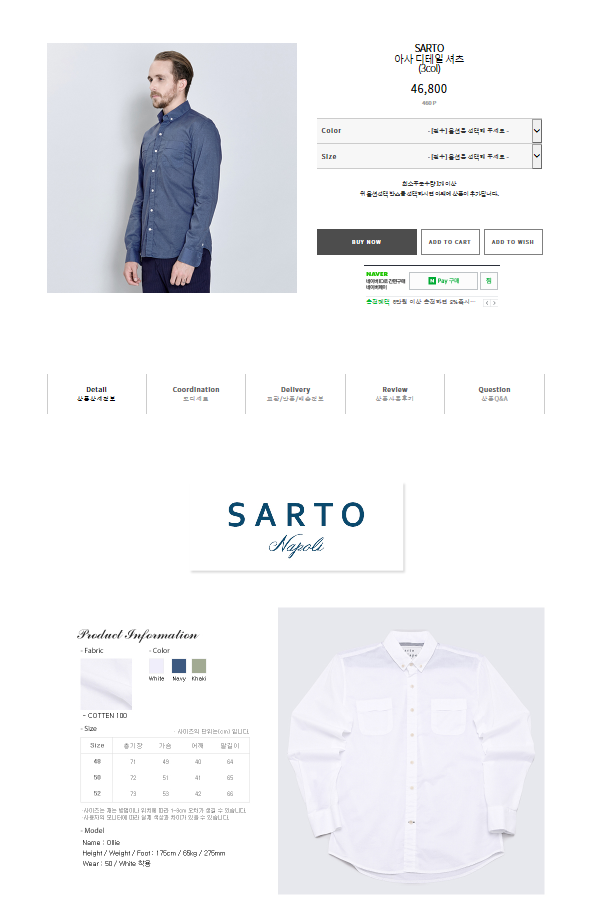 SARTO
아사 디테일 셔츠
(3col)
46,800
460 P
Color
- [필수] 옵션을 선택해 주세요 -
Size
- [필수] 옵션을 선택해 주세요 -
최소주문수량 1개 이상
위 옵션선택 박스를 선택하시면 아래에 상품이 추가됩니다.
BUY NOW
ADD TO CART
ADD TO WISH
NAVER
네이버ID로 간편구매
네이버페이
N Pay 구매
찜
Detail
상품상세정보
Coordination
코디세트
Delivery
교환/반품/배송정보
Review
상품사용후기
Question
상품Q&A
SARTO
Napoli
Product Information
- Fabric
- Color
White Navy Khaki
- COTTEN 100
- Size
사이즈의 단위는(cm) 입니다.
Size 총기장 가슴 어깨 팔길이
48 71 49 40 64
50 72 51 41 65
52 73 53 42 66
· 사이즈는 재는 방법이나 위치에 따라 1~3cm 오차가 생길 수 있습니다.
· 사용자의 모니터에 따라 실제 색상과 차이가 있을 수 있습니다.
- Model
Name : Ollie
Height / Weight / Foot : 175cm / 65kg / 275mm
Wear : 50 / White 착용